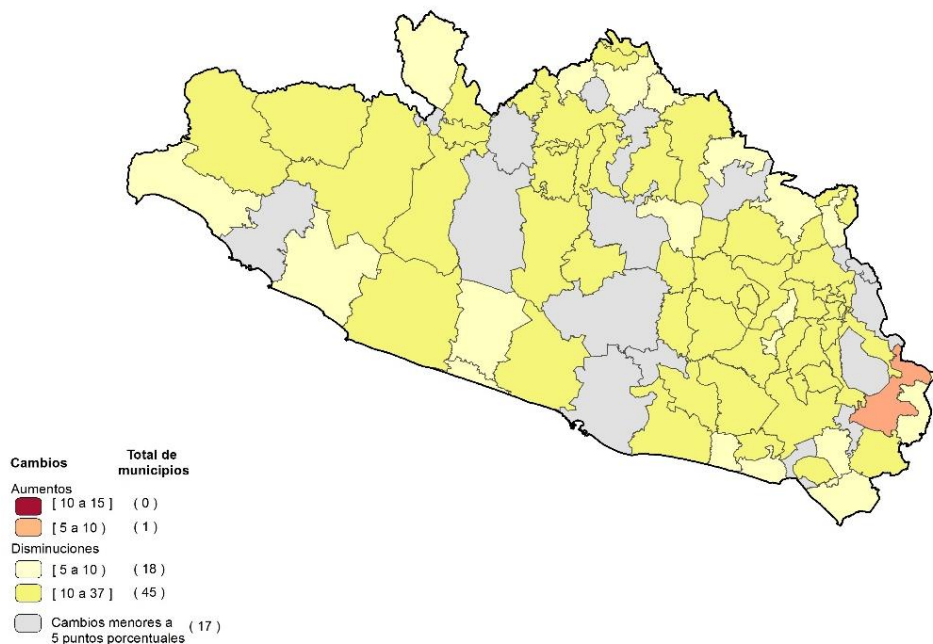 Cambios Total de municipios
Aumentos
[ 10 a 15 ] ( 0 )
[ 5 a 10 ) ( 1 )
Disminuciones
[ 5 a 10 ) ( 18 )
[ 10 a 37 ] ( 45 )
Cambios menores a
5 puntos porcentuales ( 17 )